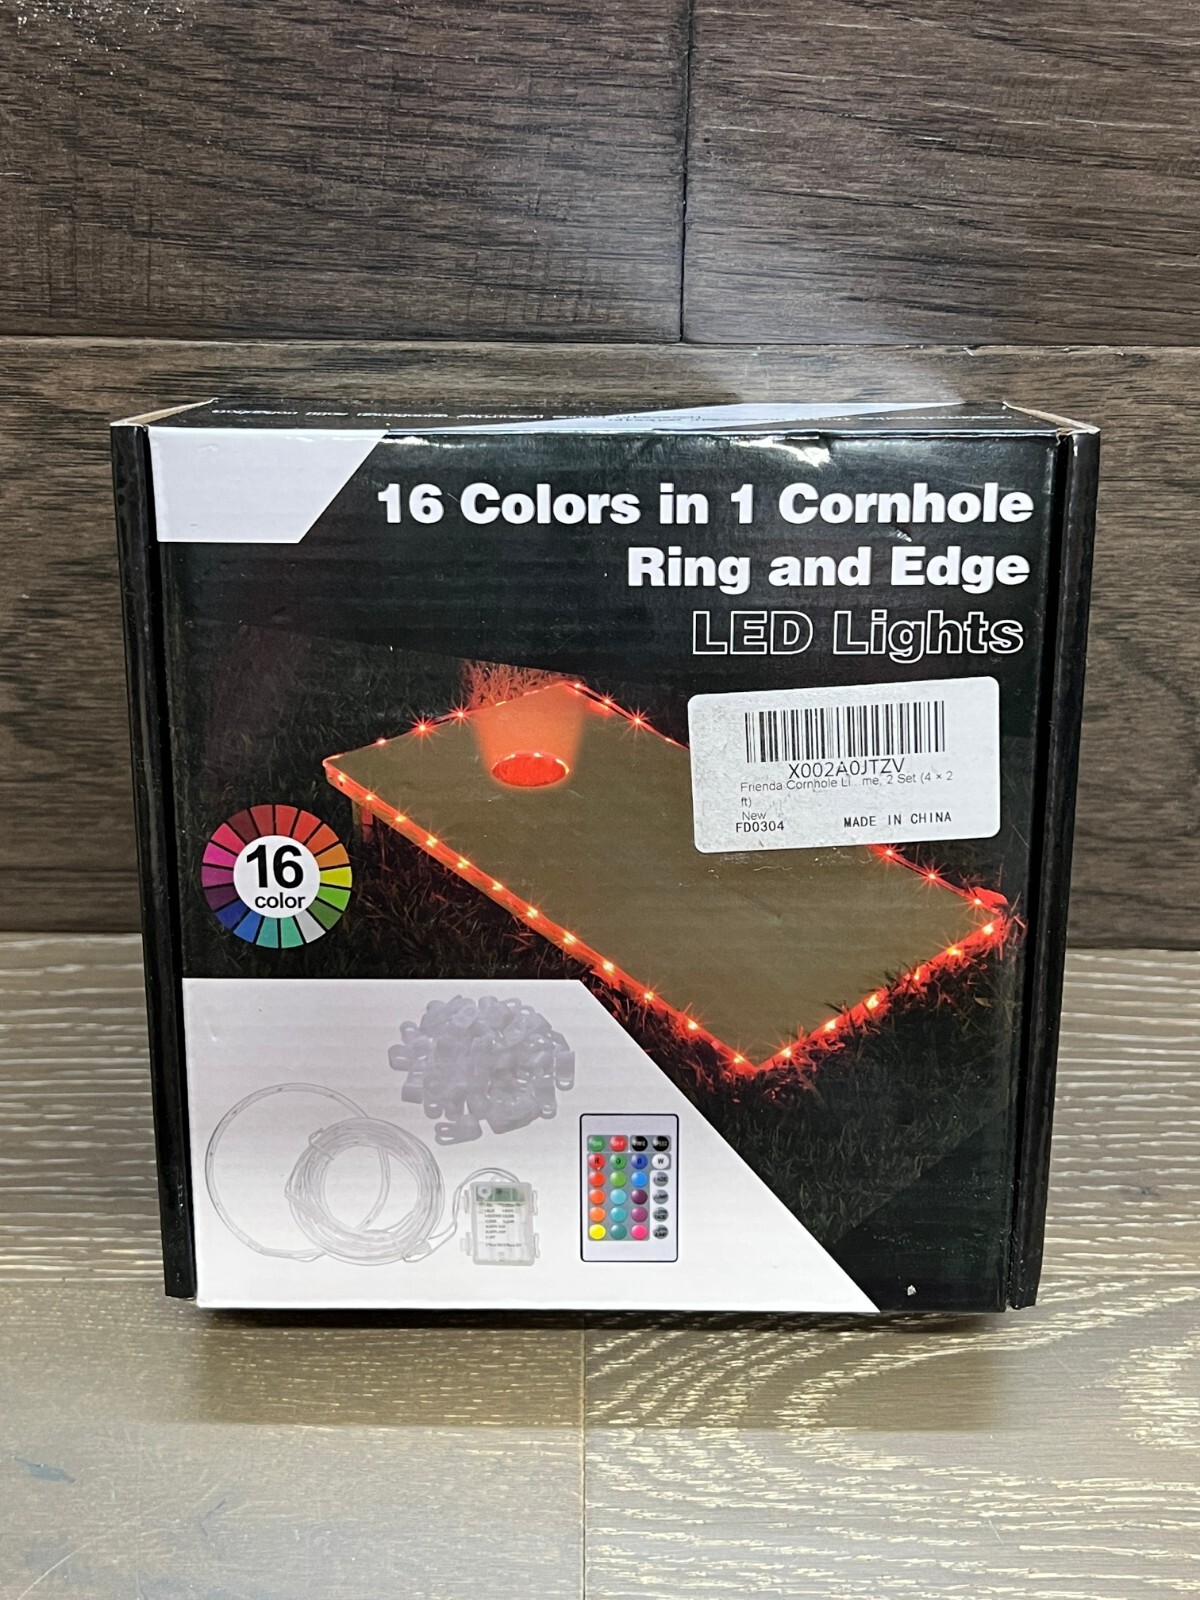 16 Colors in 1 Cornhole
Ring and Edge
LED Lights
X002A0JTZV
Frienda Cornhole Li...me, 2 Set (4 × 2
ft)
New
FD0304 MADE IN CHINA
16
color
W